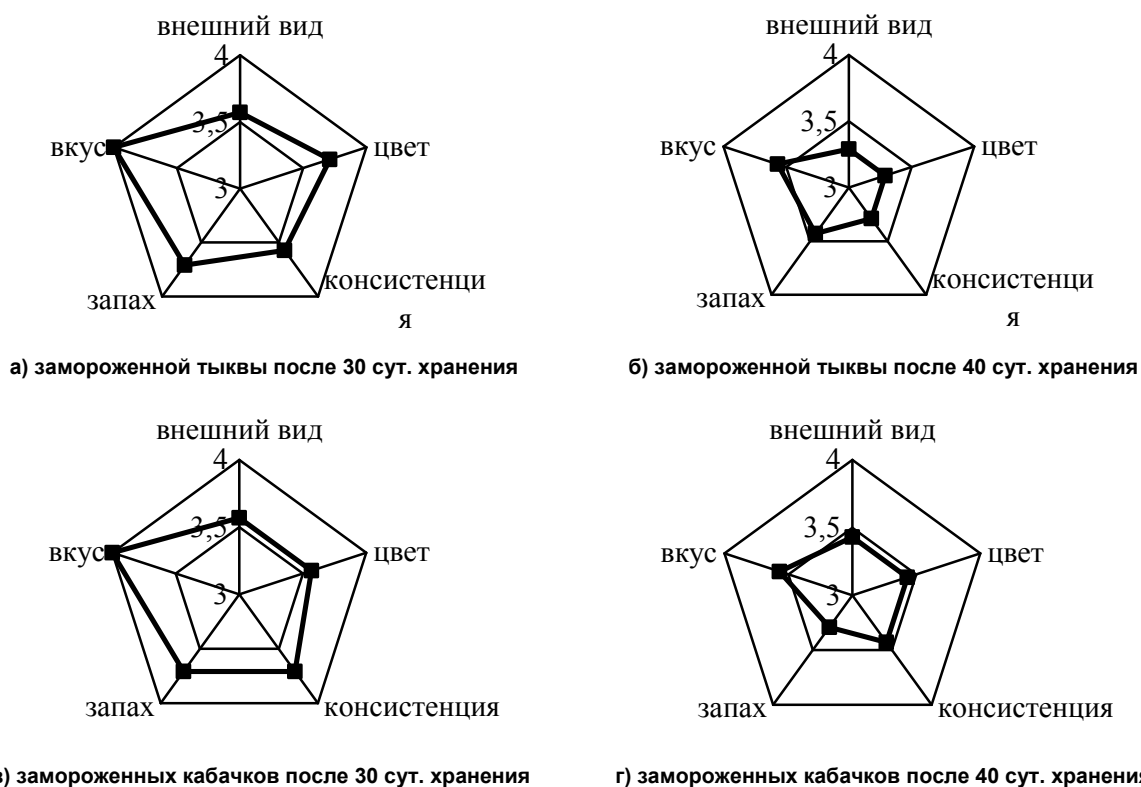 внешний вид
4
3,5
вкус
цвет
3
консистенци
я
запах
а) замороженной тыквы после 30 сут. хранения
внешний вид
4
3,5
вкус
цвет
3
консистенци
я
запах
б) замороженной тыквы после 40 сут. хранения
внешний вид
4
3,5
вкус
цвет
3
запах
консистенция
) замороженных кабачков после 30 сут. хранения
внешний вид
4
3,5
вкус
цвет
3
запах
консистенция
г) замороженных кабачков после 40 сут. хранения